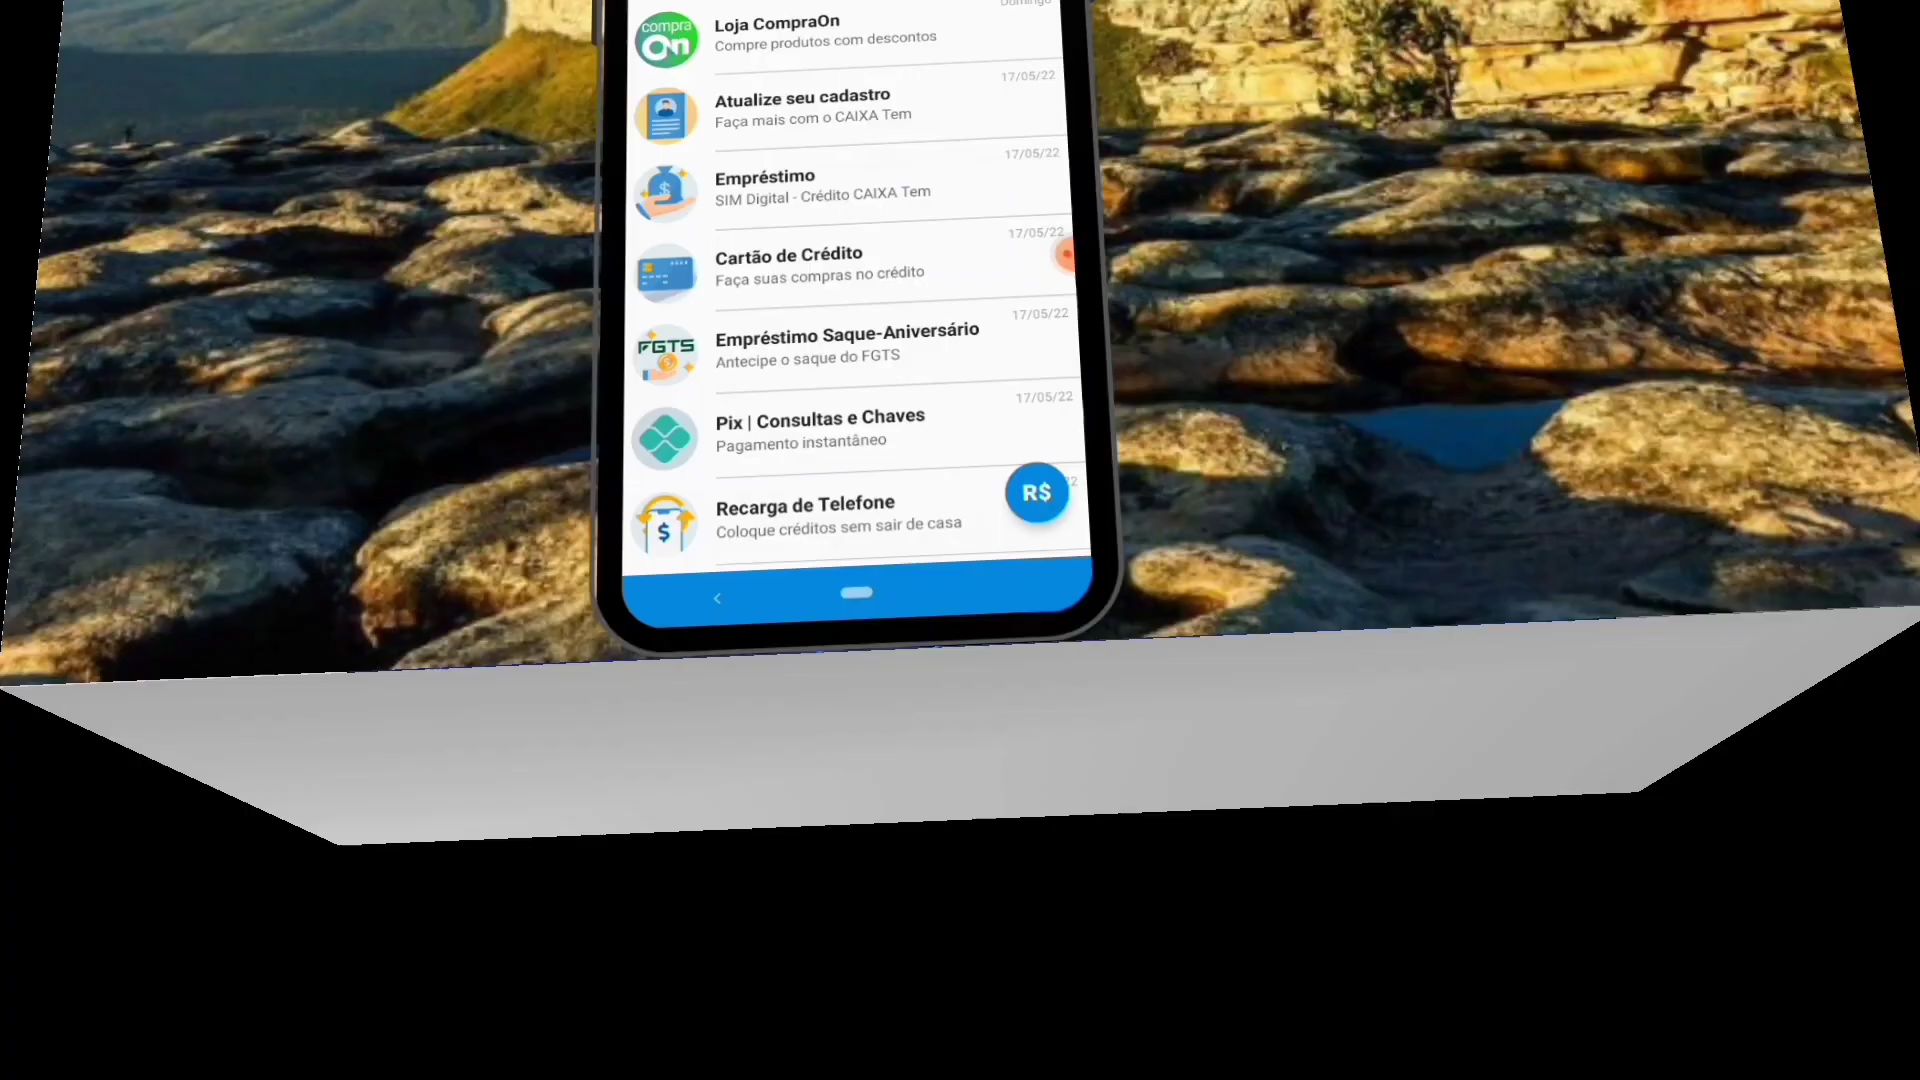 Domingo
compra
On
Loja CompraOn
Compre produtos com descontos
17/05/22
Atualize seu cadastro
Faça mais com o CAIXA Tem
17/05/22
Empréstimo
SIM Digital - Crédito CAIXA Tem
17/05/22
Cartão de Crédito
Faça suas compras no crédito
17/05/22
FGTS
Empréstimo Saque-Aniversário
Antecipe o saque do FGTS
17/05/22
Pix | Consultas e Chaves
Pagamento instantâneo
R$
Recarga de Telefone
Coloque créditos sem sair de casa